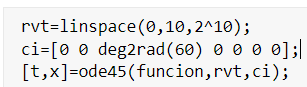 rvt=linspace(0,10,2^10);
ci=[0 0 deg2rad(60) 0 0 0 0];
[t,x]=ode45(funcion,rvt,ci);